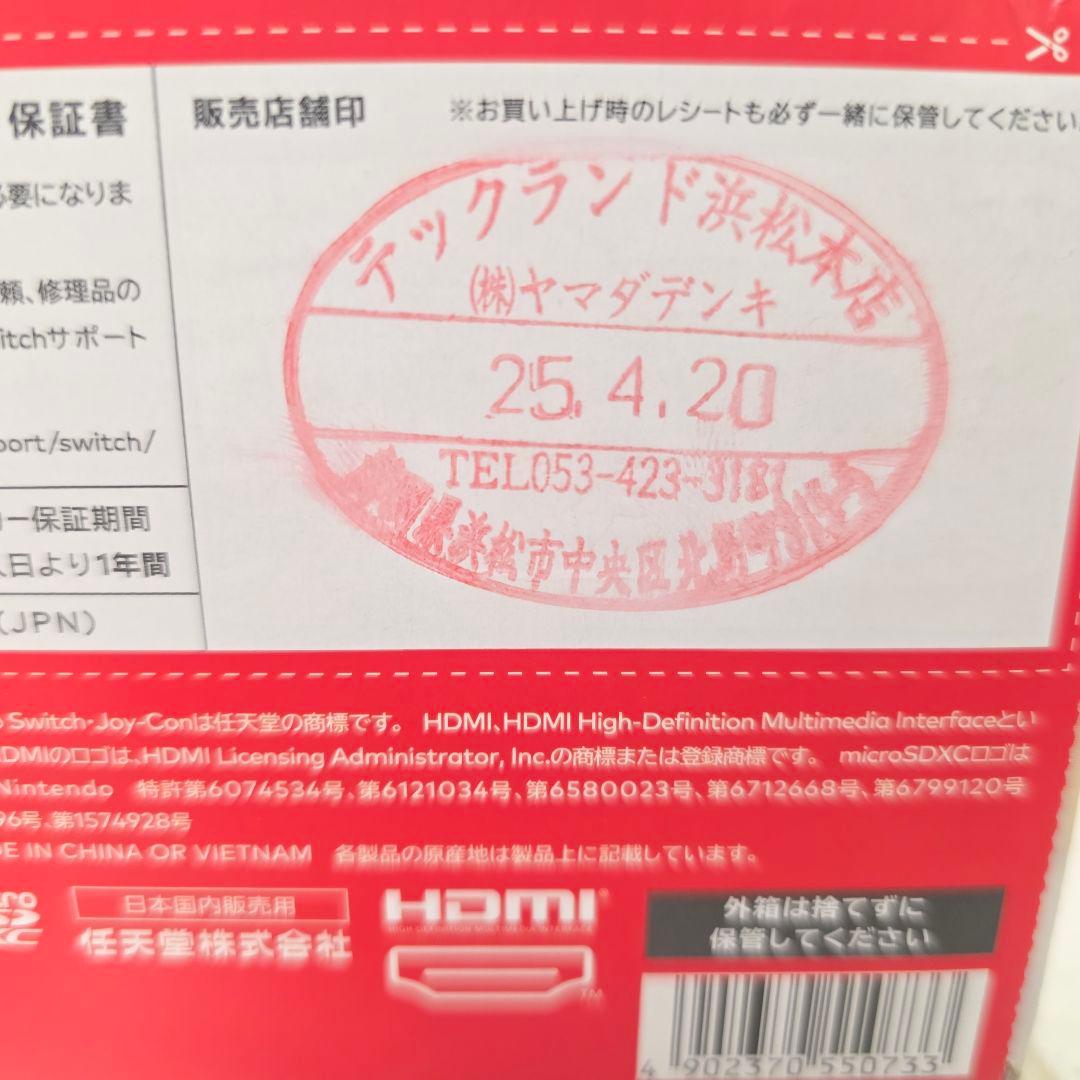 保証書
販売店舗印
※お買い上げ時のレシートも必ず一緒に保管してください
必要になりま
頼、修理品の
itchサポート
port/switch/
ー保証期間
日より1年間
(JPN)
テックランド浜松本店
(株)ヤマダデンキ
25.4.20
TEL053-423-3181
県浜松市中央区北島町
Switch・Joy-Conは任天堂の商標です。 HDMI、HDMI High-Definition Multimedia Interfaceとい
DMIのロゴは、HDMI Licensing Administrator, Inc.の商標または登録商標です。 microSDXCロゴは
Nintendo 特許第6074534号、第6121034号、第6580023号、第6712668号、第6799120号
96号、第1574928号
DE IN CHINA OR VIETNAM 各製品の原産地は製品上に記載しています。
日本国内販売用
任天堂株式会社
HDMI
HIGH DEFINITION MULTIMEDIA INTERFACE
TM
外箱は捨てずに
保管してください
4 902370 550733